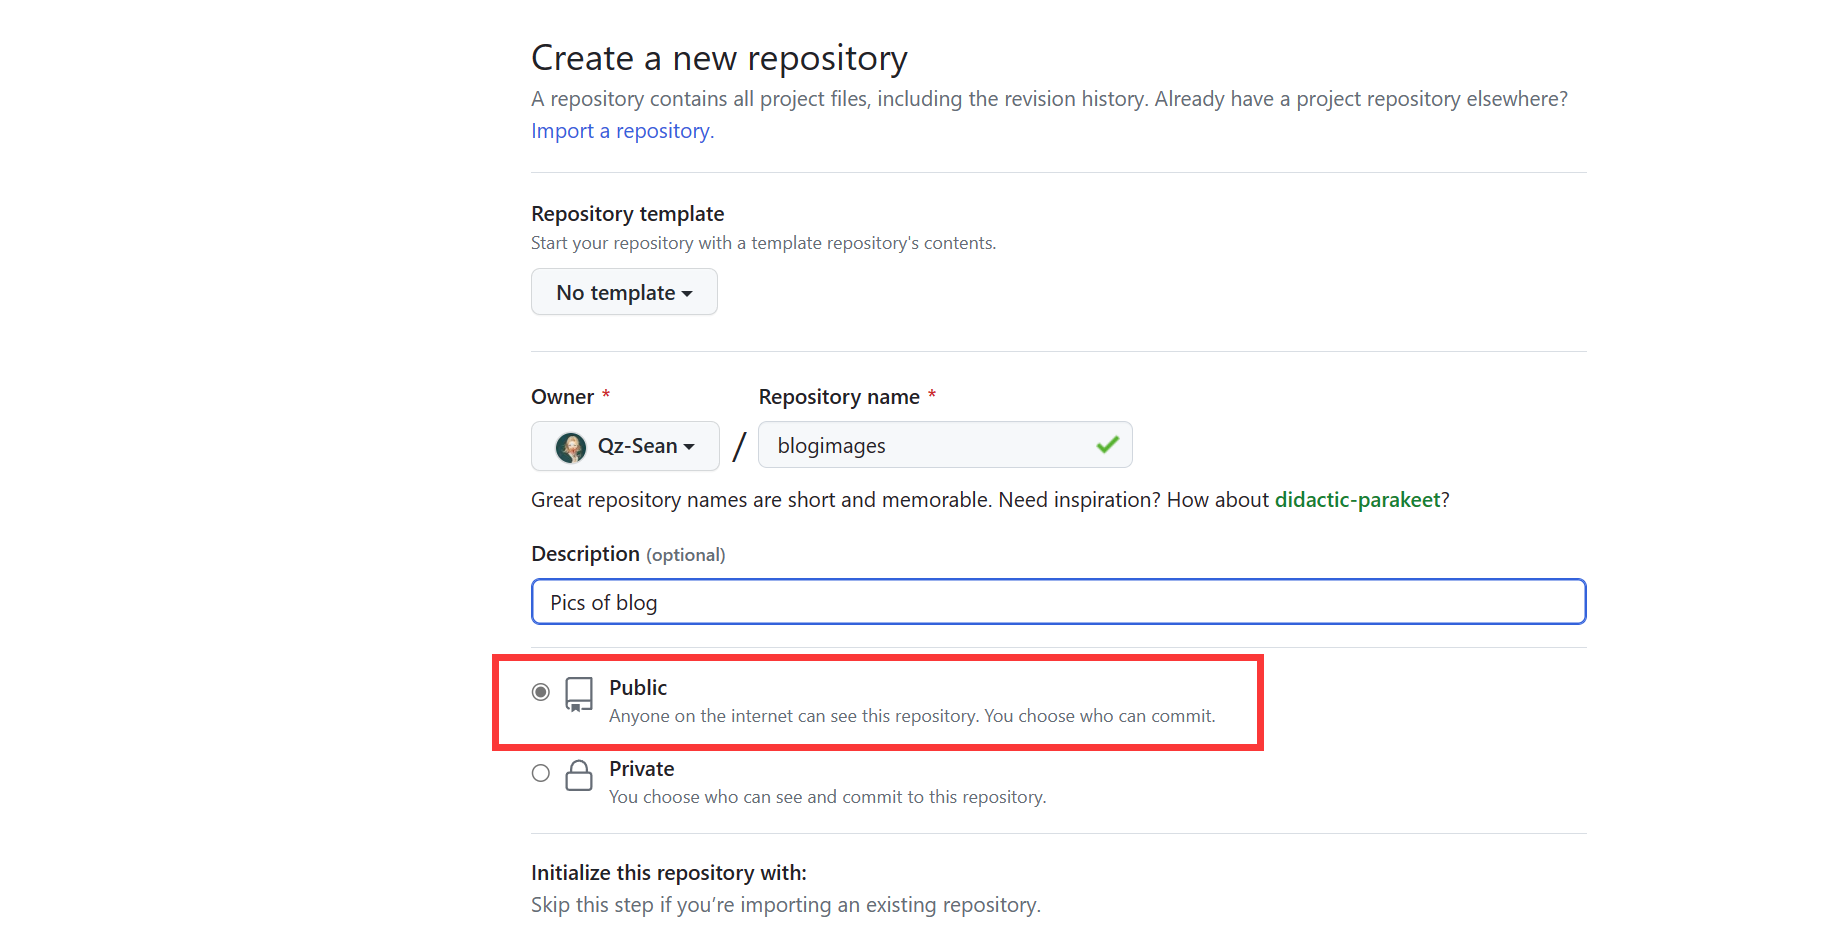 Create a new repository
A repository contains all project files, including the revision history. Already have a project repository elsewhere?
Import a repository.
Repository template
Start your repository with a template repository's contents.
No template
Owner *
Repository name *
Qz-Sean / blogimages
Great repository names are short and memorable. Need inspiration? How about didactic-parakeet?
Description (optional)
Pics of blog
Public
Anyone on the internet can see this repository. You choose who can commit.
Private
You choose who can see and commit to this repository.
Initialize this repository with:
Skip this step if you’re importing an existing repository.